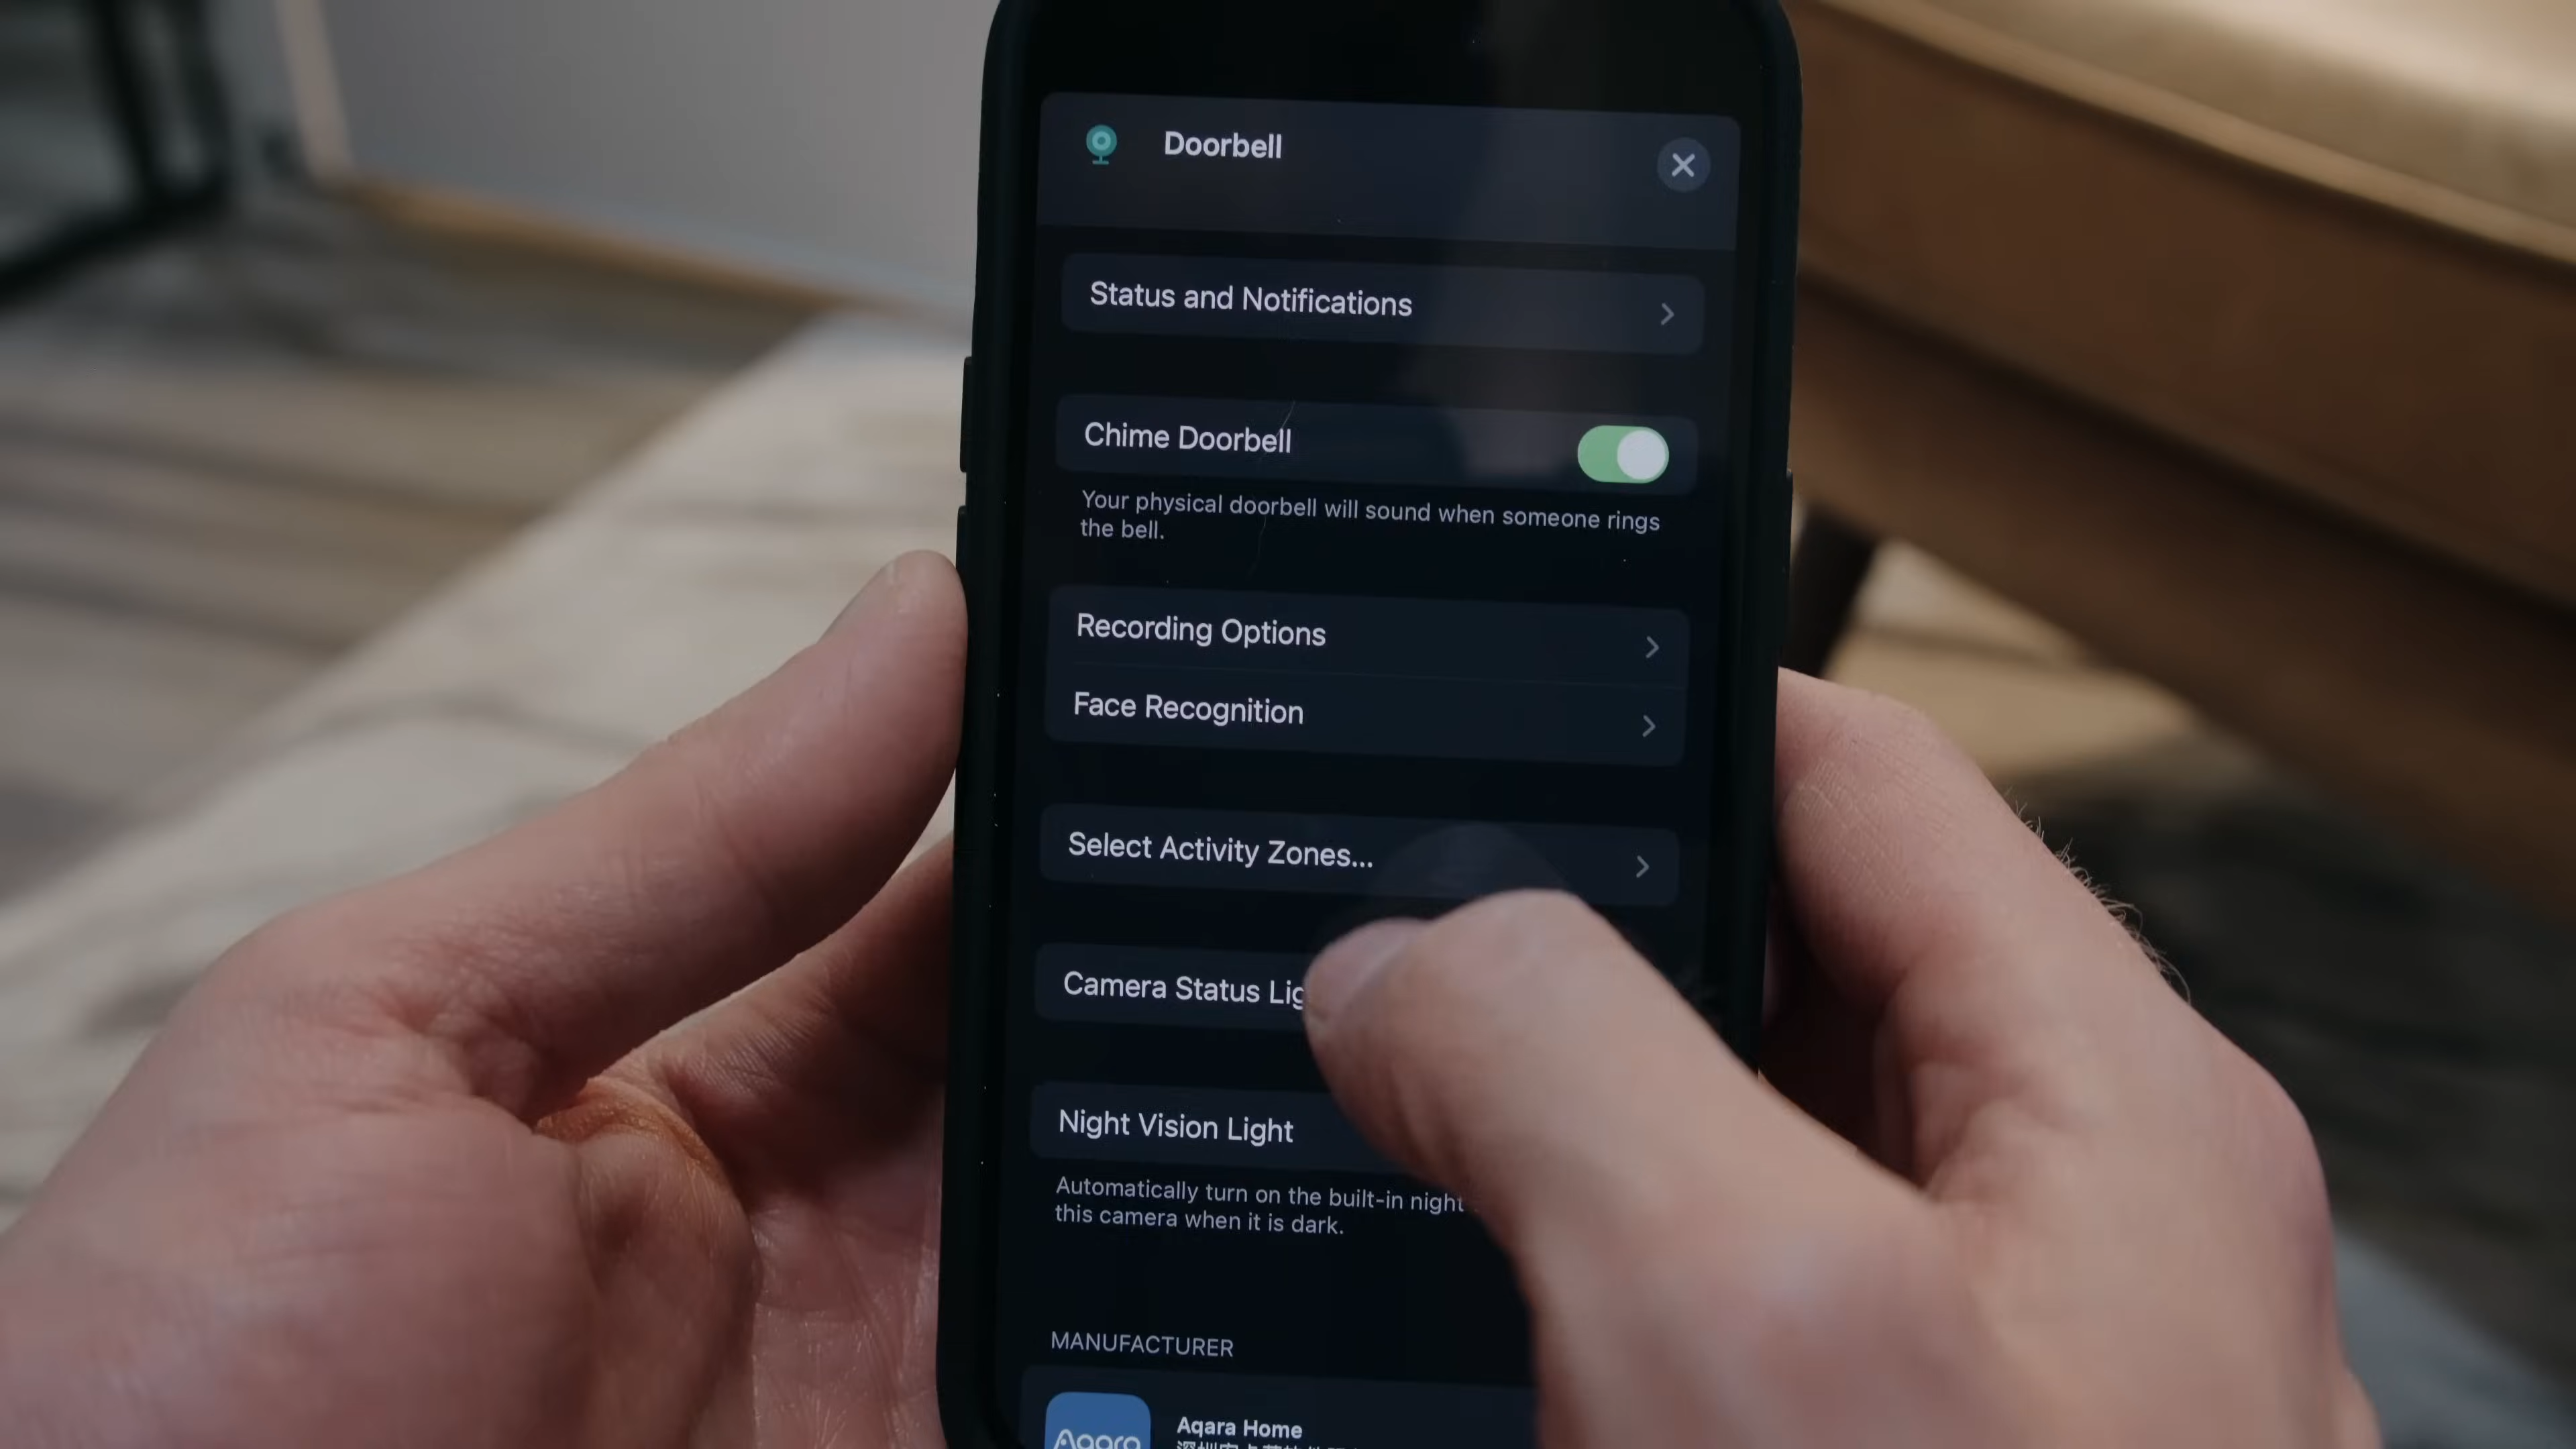 Doorbell
Status and Notifications
Chime Doorbell
Your physical doorbell will sound when someone rings
the bell.
Recording Options
Face Recognition
Select Activity Zones...
Camera Status Lig
Night Vision Light
Automatically turn on the built-in night
this camera when it is dark.
MANUFACTURER
Aqara
Aqara Home